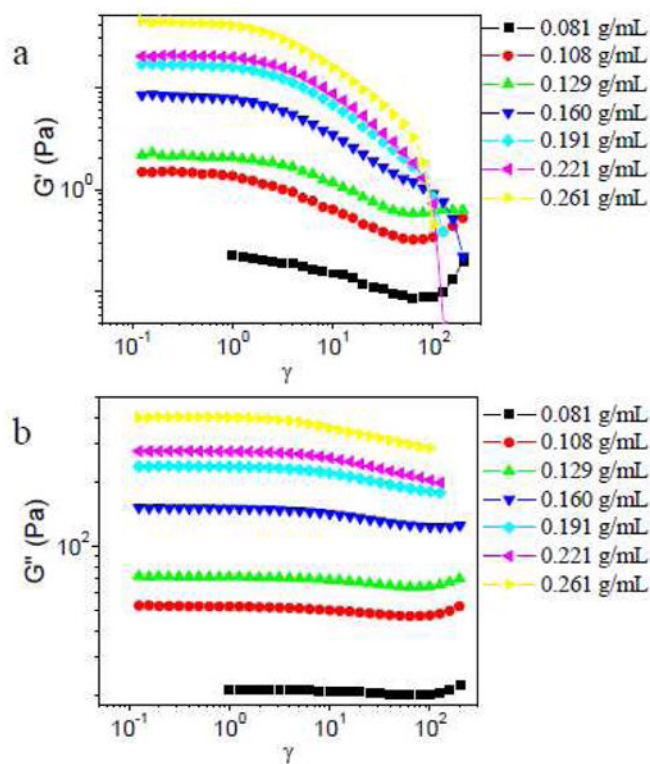 a
G' (Pa)
10⁰
10⁻¹
10⁰
10¹
10²
γ
0.081 g/mL
0.108 g/mL
0.129 g/mL
0.160 g/mL
0.191 g/mL
0.221 g/mL
0.261 g/mL
b
G'' (Pa)
10²
10⁻¹
10⁰
10¹
10²
γ
0.081 g/mL
0.108 g/mL
0.129 g/mL
0.160 g/mL
0.191 g/mL
0.221 g/mL
0.261 g/mL